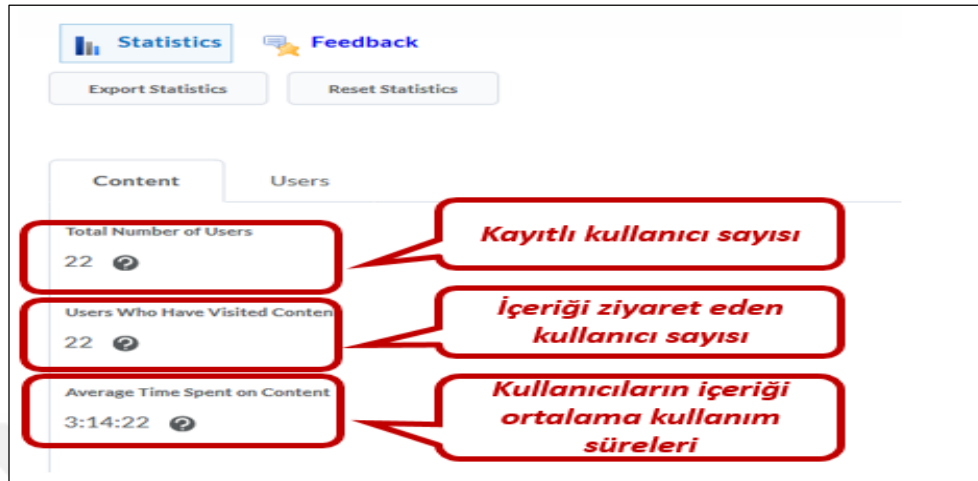 Statistics Feedback
Export Statistics Reset Statistics
Content Users
Total Number of Users
22
Kayıtlı kullanıcı sayısı
Users Who Have Visited Conten
22
İçeriği ziyaret eden
kullanıcı sayısı
Average Time Spent on Content
3:14:22
Kullanıcıların içeriği
ortalama kullanım
süreleri